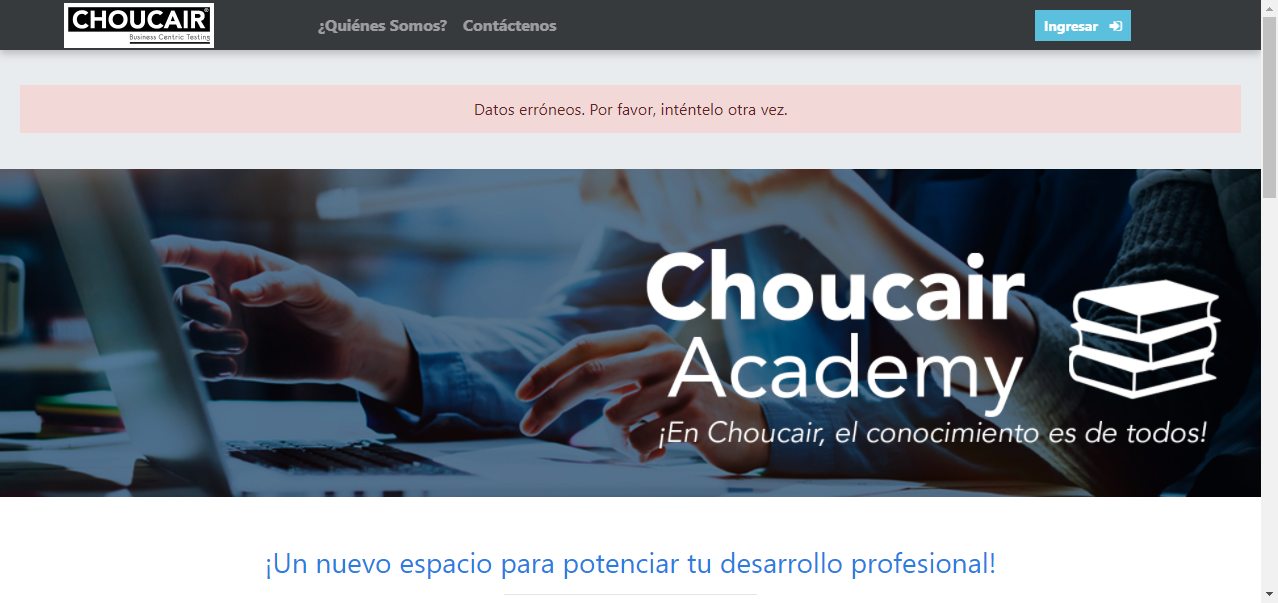 CHOUCAIR®
Business Centric Testing
¿Quiénes Somos?
Contáctenos
Ingresar
Datos erróneos. Por favor, inténtelo otra vez.
Choucair
Academy
¡En Choucair, el conocimiento es de todos!
¡Un nuevo espacio para potenciar tu desarrollo profesional!